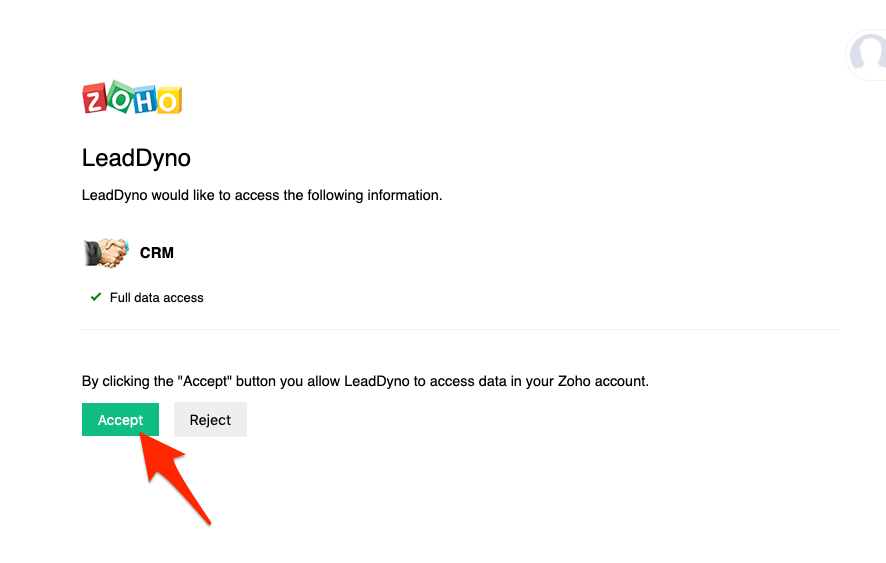 ZOHO
LeadDyno
LeadDyno would like to access the following information.
CRM
Full data access
By clicking the "Accept" button you allow LeadDyno to access data in your Zoho account.
Accept
Reject